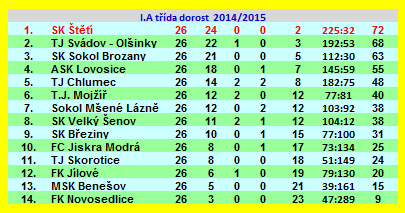 I.A třída dorost 2014/2015
1. SK Štětí 26 24 0 0 2 225:32 72
2. TJ Svádov - Olšinky 26 22 1 0 3 192:53 68
3. SK Sokol Brozany 26 21 0 0 5 112:30 63
4. ASK Lovosice 26 18 0 1 7 145:59 55
5. TJ Chlumec 26 14 2 2 8 182:75 48
6. T.J. Mojžíř 26 12 2 0 12 77:81 40
7. Sokol Mšené Lázně 26 12 0 2 12 103:92 38
8. SK Velký Šenov 26 11 2 1 12 104:12 38
9. SK Březiny 26 10 0 1 15 77:100 31
10. FC Jiskra Modrá 26 8 0 1 17 73:134 25
11. TJ Skorotice 26 8 0 0 18 51:149 24
12. FK Jílové 26 6 1 0 19 79:130 20
13. MSK Benešov 26 5 0 0 21 39:161 15
14. FK Novosedlice 26 3 0 0 23 47:289 9